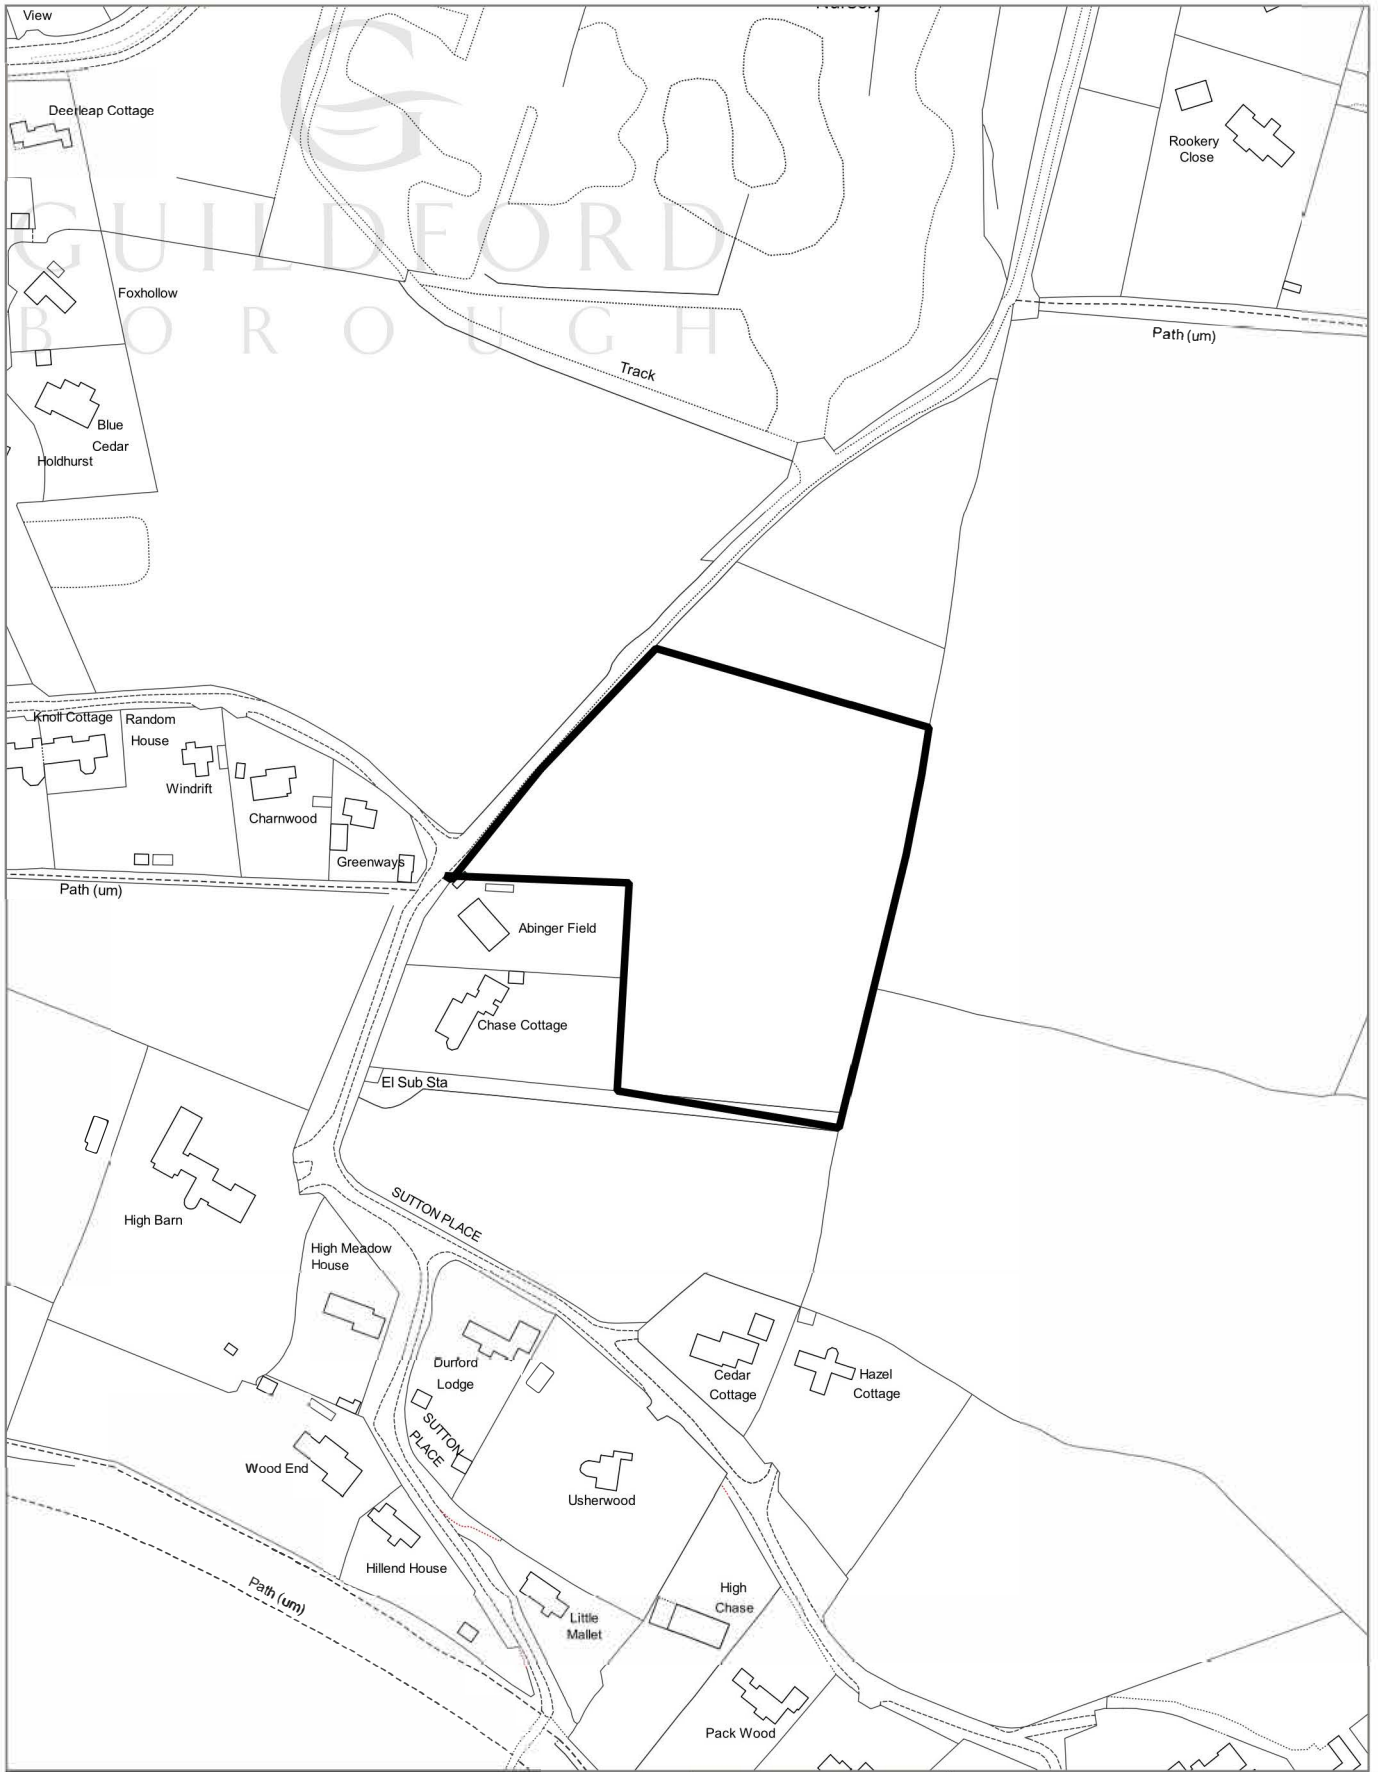 View
Nursery
Deerleap Cottage
Rookery
Close
GUILDFORD
BOROUGH
Foxhollow
Path (um)
Track
Blue
Cedar
Holdhurst
Knoll Cottage
Random
House
Windrift
Charnwood
Greenways
Path (um)
Abinger Field
Chase Cottage
El Sub Sta
SUTTON PLACE
High Barn
High Meadow
House
Durford
Lodge
Cedar
Cottage
Hazel
Cottage
SUTTON
PLACE
Wood End
Usherwood
Hillend House
Path (um)
High
Chase
Little
Mallet
Pack Wood